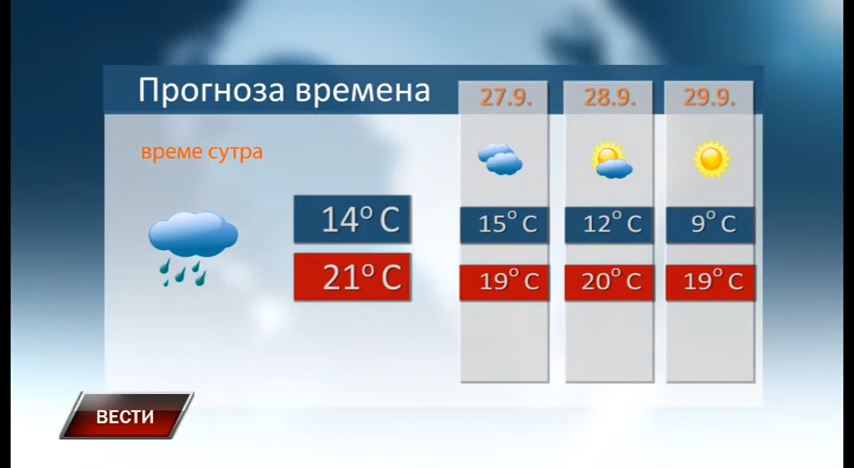 Прогноза времена
време сутра
14° C
21° C
27.9.
28.9.
29.9.
15° C
12° C
9° C
19° C
20° C
19° C
ВЕСТИ